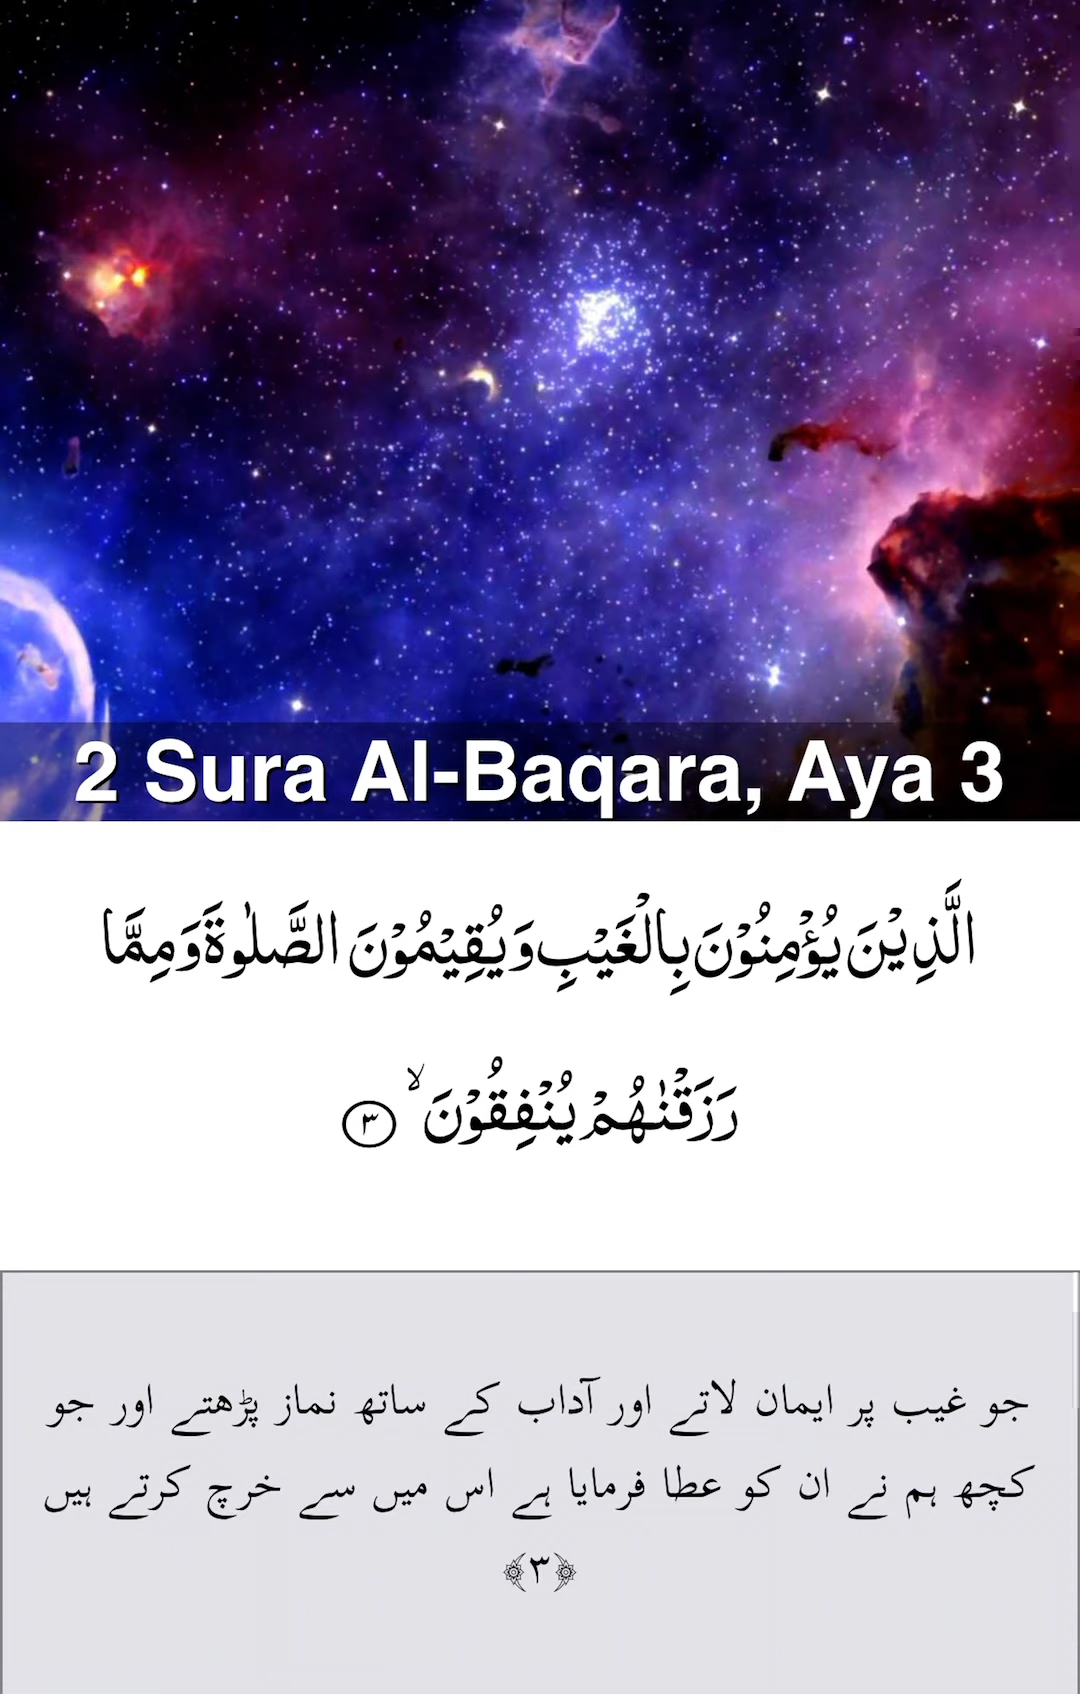 2 Sura Al-Baqara, Aya 3
الَّذِيْنَ يُؤْمِنُوْنَ بِالْغَيْبِ وَيُقِيْمُوْنَ الصَّلٰوةَ وَمِمَّا
رَزَقْنٰهُمْ يُنْفِقُوْنَ ۙ ٣
جو غیب پر ایمان لاتے اور آداب کے ساتھ نماز پڑھتے اور جو
کچھ ہم نے ان کو عطا فرمایا ہے اس میں سے خرچ کرتے ہیں
﴿٣﴾